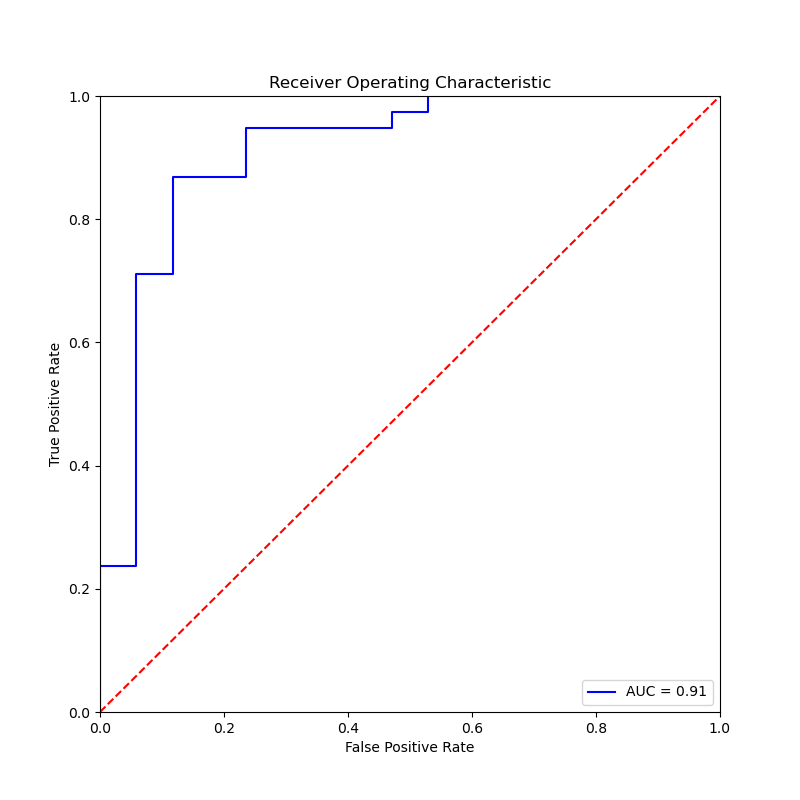 Receiver Operating Characteristic
1.0
0.8
0.6
0.4
0.2
0.0
True Positive Rate
AUC = 0.91
0.0 0.2 0.4 0.6 0.8 1.0
False Positive Rate